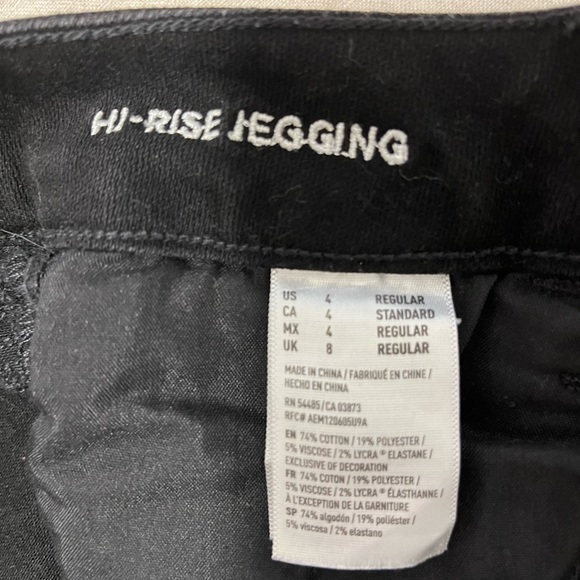 HI-RISE JEGGING
US 4 REGULAR
CA 4 STANDARD
MX 4 REGULAR
UK 8 REGULAR
MADE IN CHINA / FABRIQUÉ EN CHINE /
HECHO EN CHINA
RN 54485/CA 03873
RFC# AEM120605U9A
EN 74% COTTON / 19% POLYESTER /
5% VISCOSE / 2% LYCRA® ELASTANE /
EXCLUSIVE OF DECORATION
FR 74% COTON / 19% POLYESTER /
5% VISCOSE / 2% LYCRA® ÉLASTHANNE /
À L'EXCEPTION DE LA GARNITURE
SP 74% algodón / 19% poliéster /
5% viscosa / 2% elastano